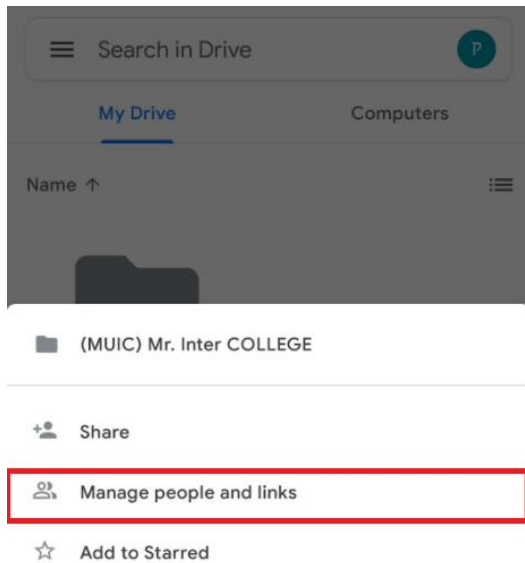 Search in Drive
P
My Drive
Computers
Name ↑
(MUIC) Mr. Inter COLLEGE
Share
Manage people and links
Add to Starred